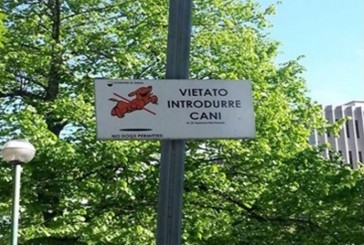 VIETATO
INTRODURRE
CANI
NO DOGS PERMITTED